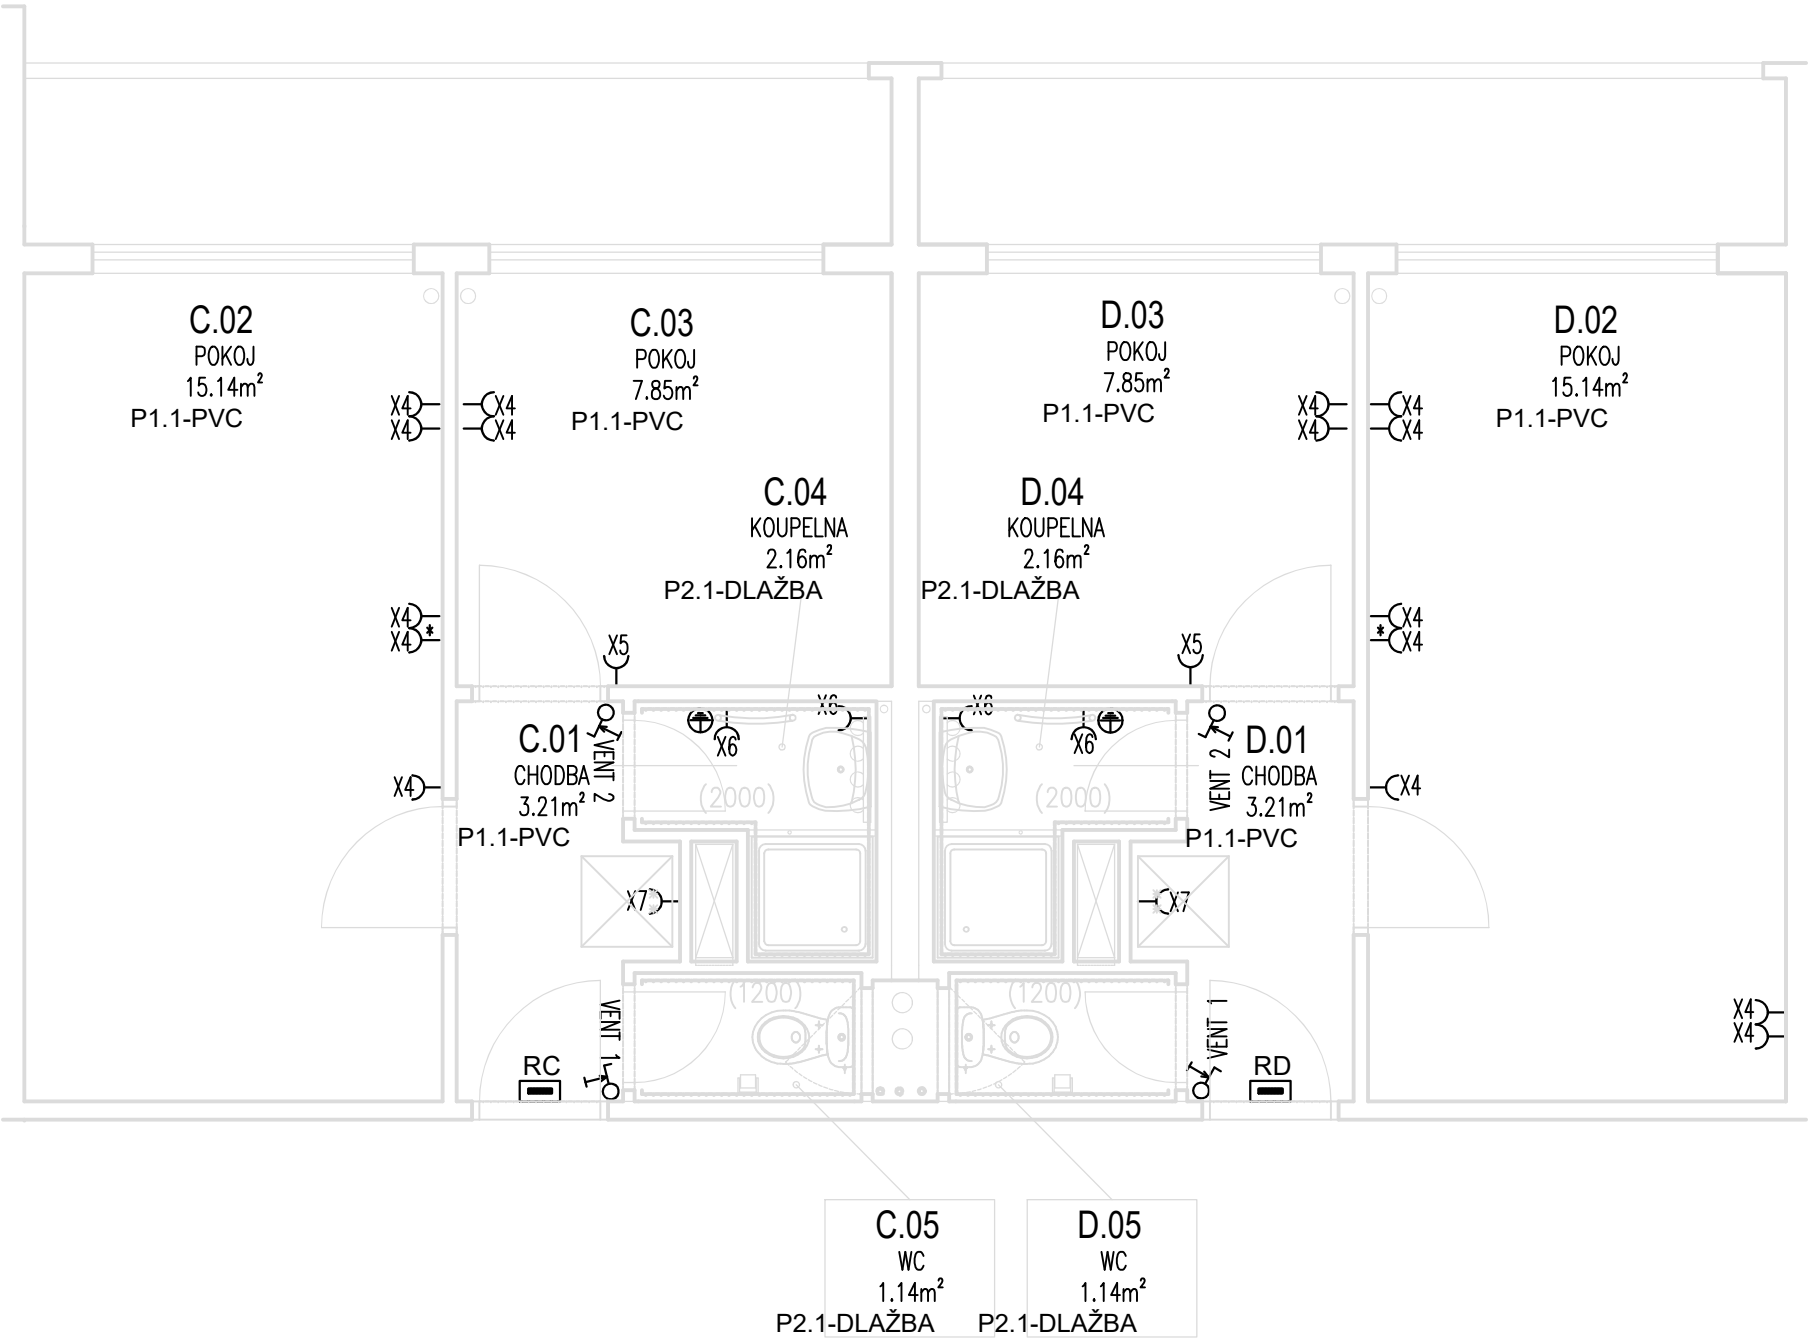 C.02
POKOJ
15.14m²
P1.1-PVC
C.03
POKOJ
7.85m²
P1.1-PVC
D.03
POKOJ
7.85m²
P1.1-PVC
D.02
POKOJ
15.14m²
P1.1-PVC
X4
X4
X4
X4
X4
X4
X4
X4
C.04
KOUPELNA
2.16m²
P2.1-DLAŽBA
D.04
KOUPELNA
2.16m²
P2.1-DLAŽBA
X4
X4
*
X5
X5
X4
*
X4
X6
X6
X6
X6
C.01
CHODBA
3.21m²
P1.1-PVC
VENT 2
(2000)
(2000)
VENT 2
D.01
CHODBA
3.21m²
P1.1-PVC
X4
X4
X7
X7
VENT 1
(1200)
(1200)
VENT 1
X4
X4
RC
RD
C.05
WC
1.14m²
P2.1-DLAŽBA
D.05
WC
1.14m²
P2.1-DLAŽBA